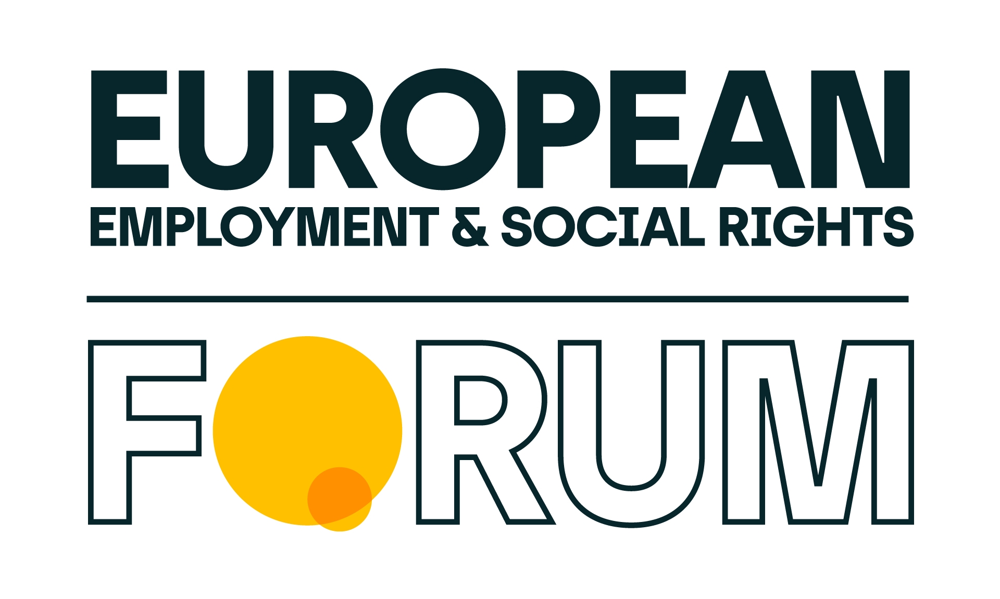 EUROPEAN
EMPLOYMENT & SOCIAL RIGHTS
FORUM